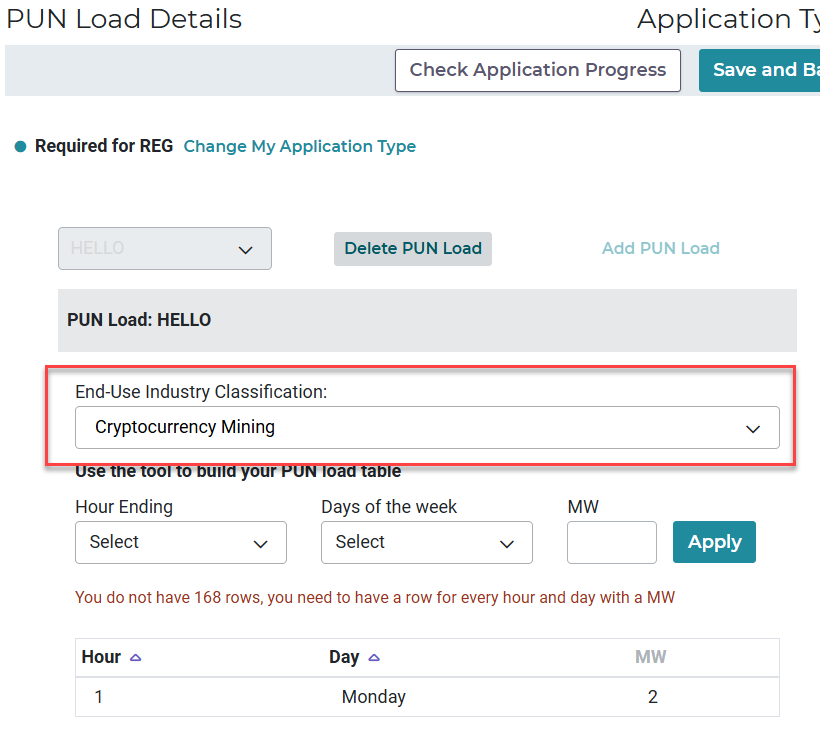 PUN Load Details Application Ty
Check Application Progress Save and Ba
Required for REG Change My Application Type
HELLO Delete PUN Load Add PUN Load
PUN Load: HELLO
End-Use Industry Classification:
Cryptocurrency Mining
Use the tool to build your PUN load table
Hour Ending Days of the week MW
Select Select Apply
You do not have 168 rows, you need to have a row for every hour and day with a MW
Hour Day MW
1 Monday 2